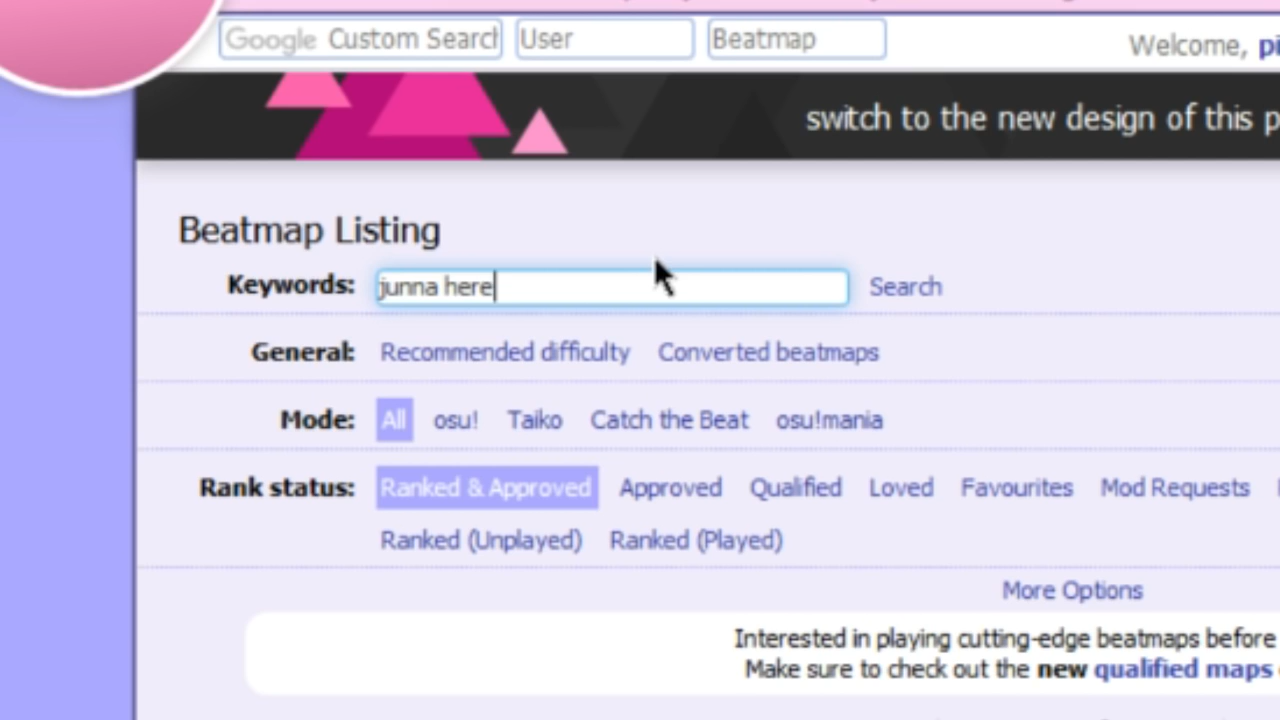 Google Custom Search User Beatmap Welcome,
switch to the new design of this
Beatmap Listing
Keywords: junna here Search
General: Recommended difficulty Converted beatmaps
Mode: All osu! Taiko Catch the Beat osu!mania
Rank status: Ranked & Approved Approved Qualified Loved Favourites Mod Requests
Ranked (Unplayed) Ranked (Played)
More Options
Interested in playing cutting-edge beatmaps before
Make sure to check out the new qualified maps